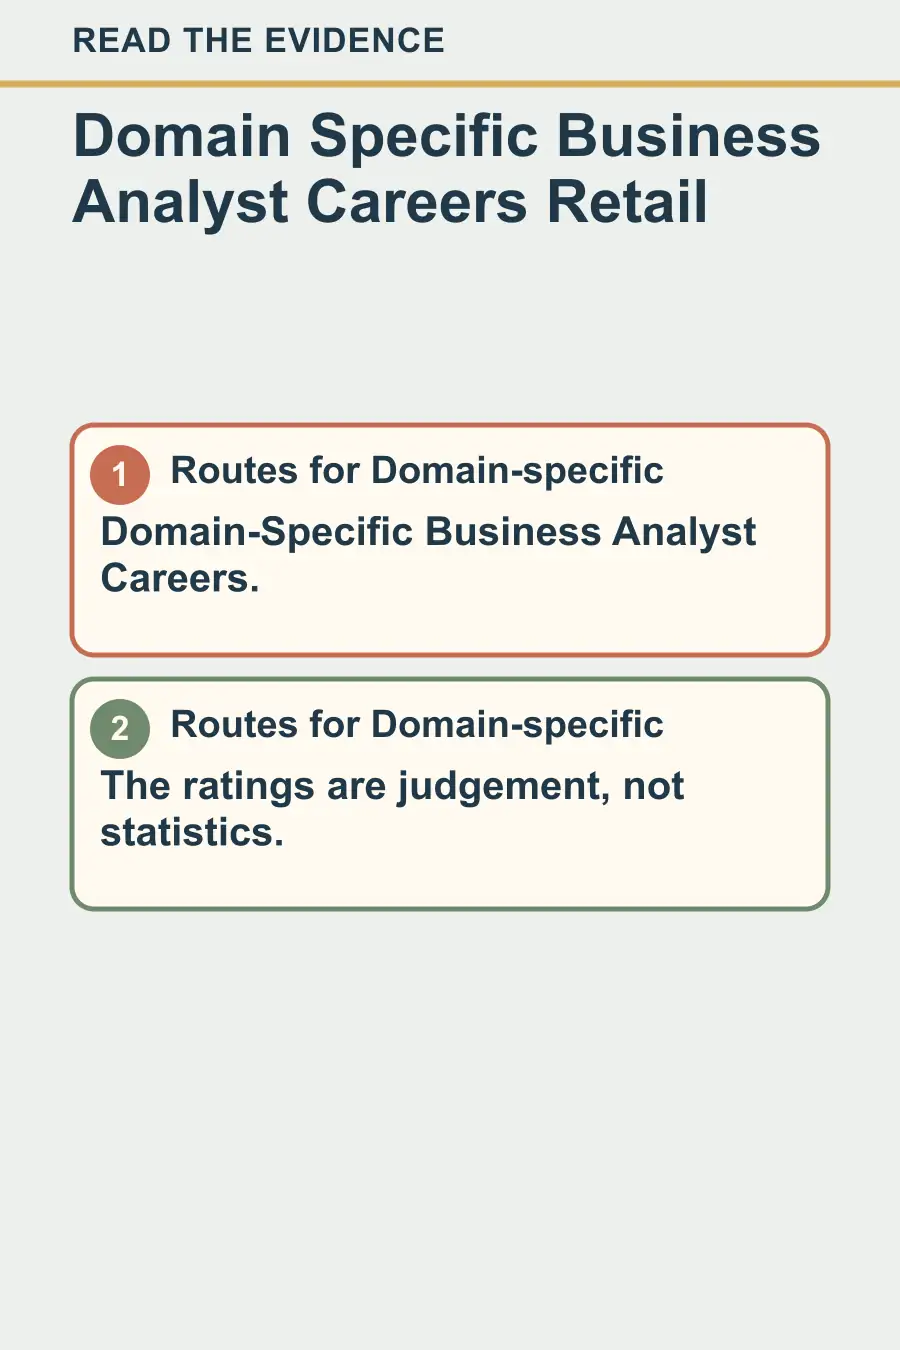 READ THE EVIDENCE
Domain Specific Business
Analyst Careers Retail
1 Routes for Domain-specific
Domain-Specific Business Analyst
Careers.
2 Routes for Domain-specific
The ratings are judgement, not
statistics.